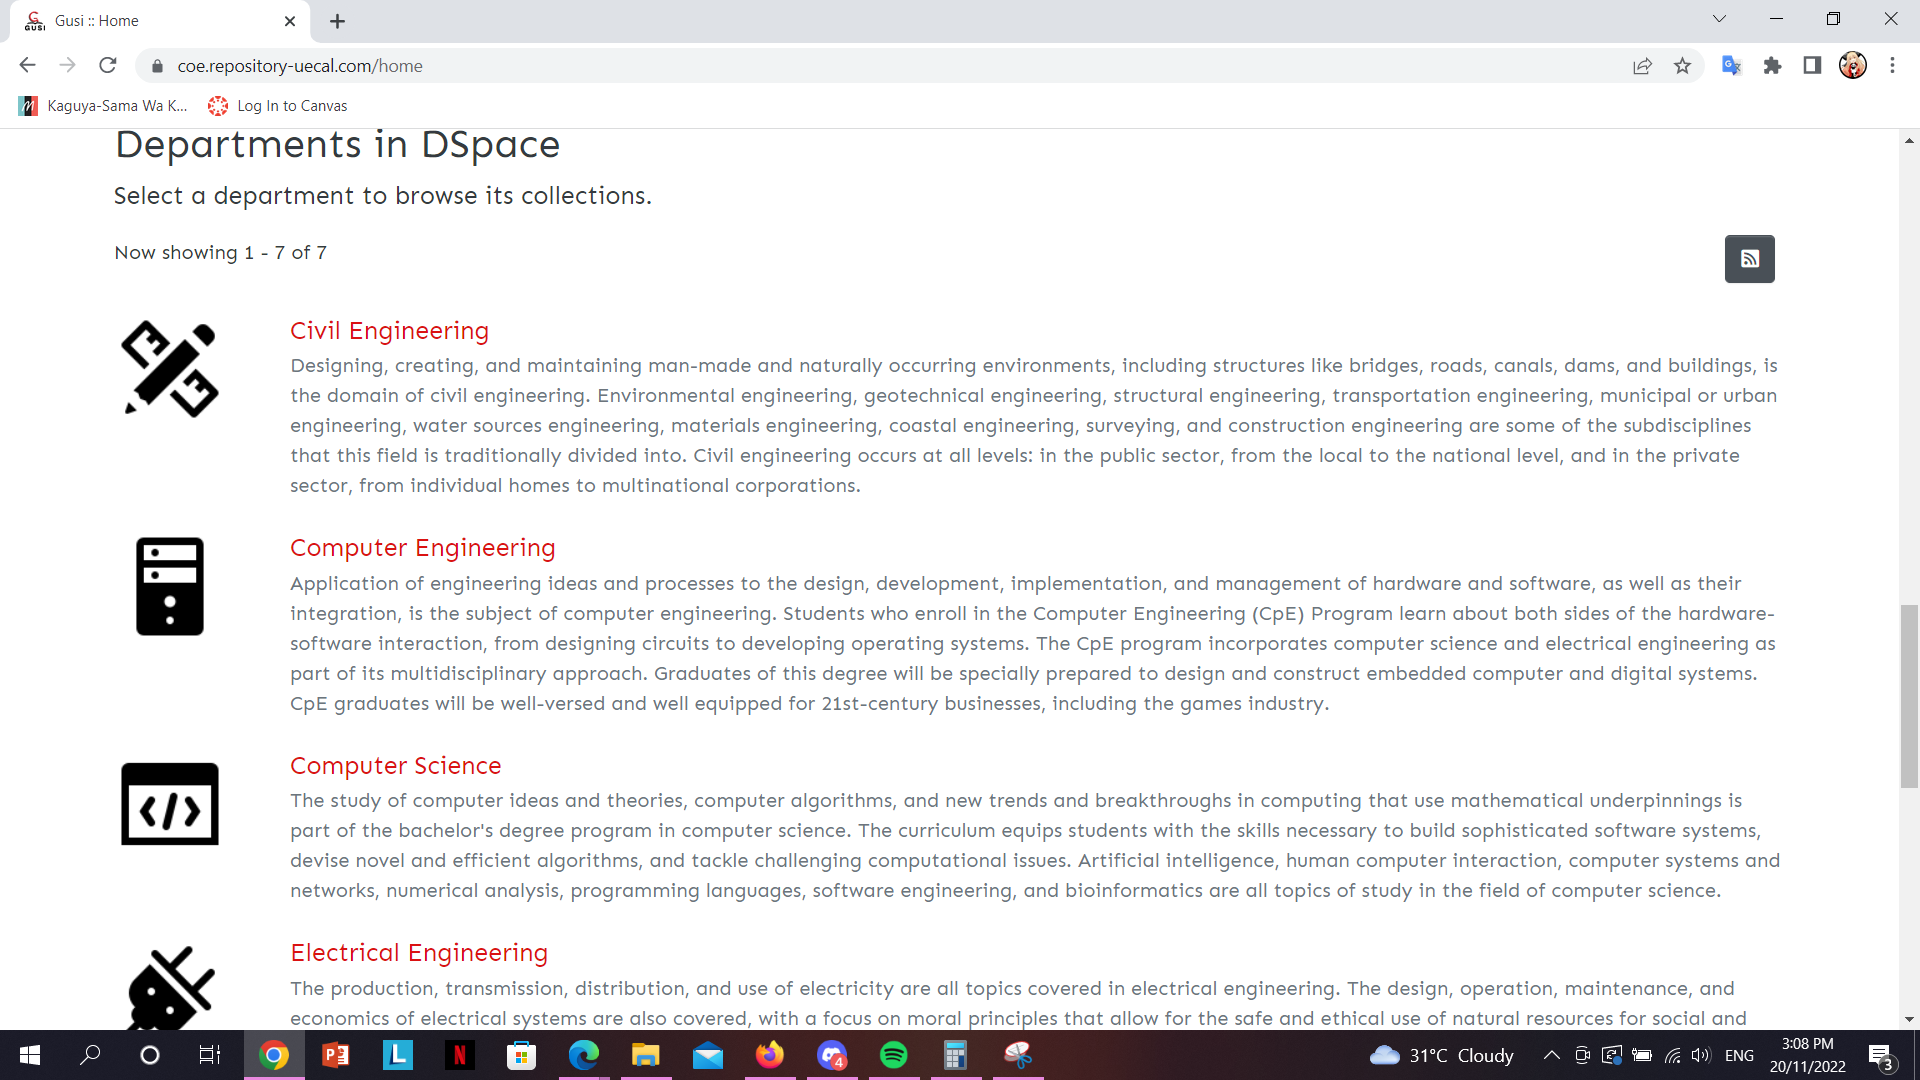 GUSI
Gusi :: Home
coe.repository-uecal.com/home
Kaguya-Sama Wa K...
Log In to Canvas
Departments in DSpace
Select a department to browse its collections.
Now showing 1 - 7 of 7
Civil Engineering
Designing, creating, and maintaining man-made and naturally occurring environments, including structures like bridges, roads, canals, dams, and buildings, is
the domain of civil engineering. Environmental engineering, geotechnical engineering, structural engineering, transportation engineering, municipal or urban
engineering, water sources engineering, materials engineering, coastal engineering, surveying, and construction engineering are some of the subdisciplines
that this field is traditionally divided into. Civil engineering occurs at all levels: in the public sector, from the local to the national level, and in the private
sector, from individual homes to multinational corporations.
Computer Engineering
Application of engineering ideas and processes to the design, development, implementation, and management of hardware and software, as well as their
integration, is the subject of computer engineering. Students who enroll in the Computer Engineering (CpE) Program learn about both sides of the hardware-
software interaction, from designing circuits to developing operating systems. The CpE program incorporates computer science and electrical engineering as
part of its multidisciplinary approach. Graduates of this degree will be specially prepared to design and construct embedded computer and digital systems.
CpE graduates will be well-versed and well equipped for 21st-century businesses, including the games industry.
Computer Science
The study of computer ideas and theories, computer algorithms, and new trends and breakthroughs in computing that use mathematical underpinnings is
part of the bachelor's degree program in computer science. The curriculum equips students with the skills necessary to build sophisticated software systems,
devise novel and efficient algorithms, and tackle challenging computational issues. Artificial intelligence, human computer interaction, computer systems and
networks, numerical analysis, programming languages, software engineering, and bioinformatics are all topics of study in the field of computer science.
Electrical Engineering
The production, transmission, distribution, and use of electricity are all topics covered in electrical engineering. The design, operation, maintenance, and
economics of electrical systems are also covered, with a focus on moral principles that allow for the safe and ethical use of natural resources for social and
31°C Cloudy
ENG
3:08 PM
20/11/2022
3
4